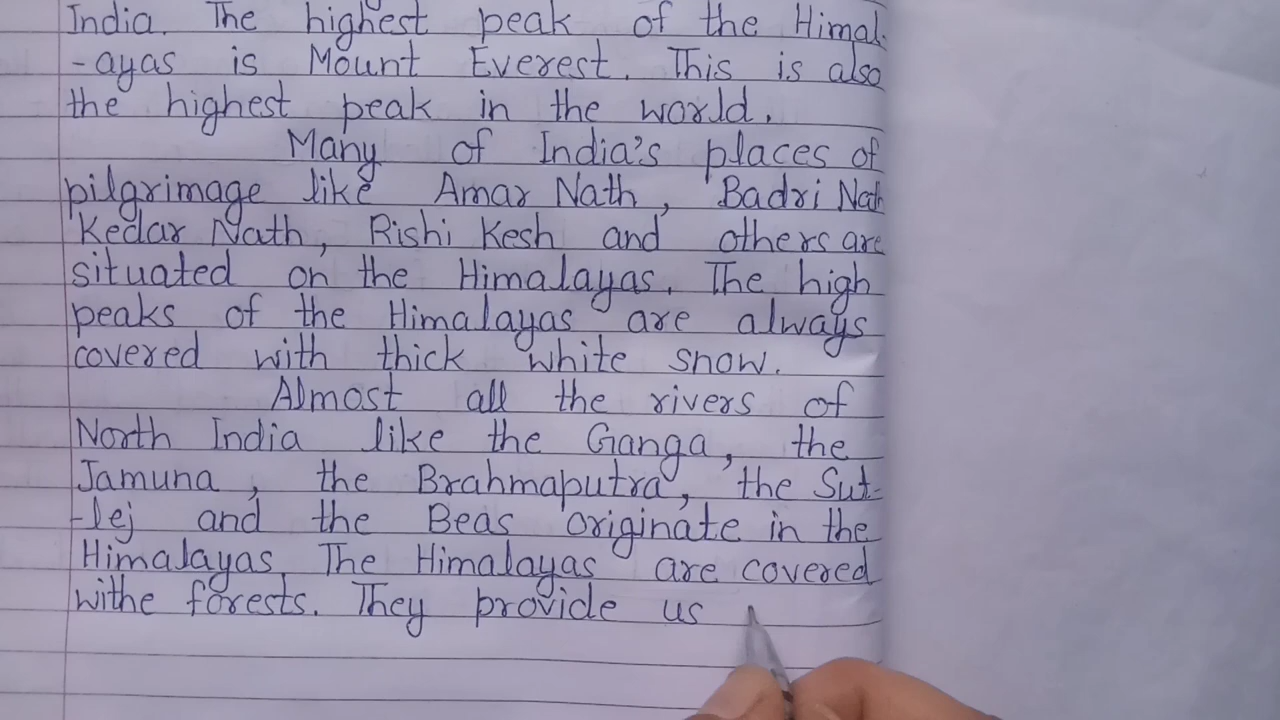 India. The highest peak of the Himal-
-ayas is Mount Everest. This is also
the highest peak in the world.
Many of India's places of
pilgrimage like Amar Nath, Badri Nath
Kedar Nath, Rishi Kesh and others are
situated on the Himalayas. The high
peaks of the Himalayas are always
covered with thick white snow.
Almost all the rivers of
North India like the Ganga, the
Jamuna, the Brahmaputra, the Sut-
-lej and the Beas originate in the
Himalayas. The Himalayas are covered
withe forests. They provide us